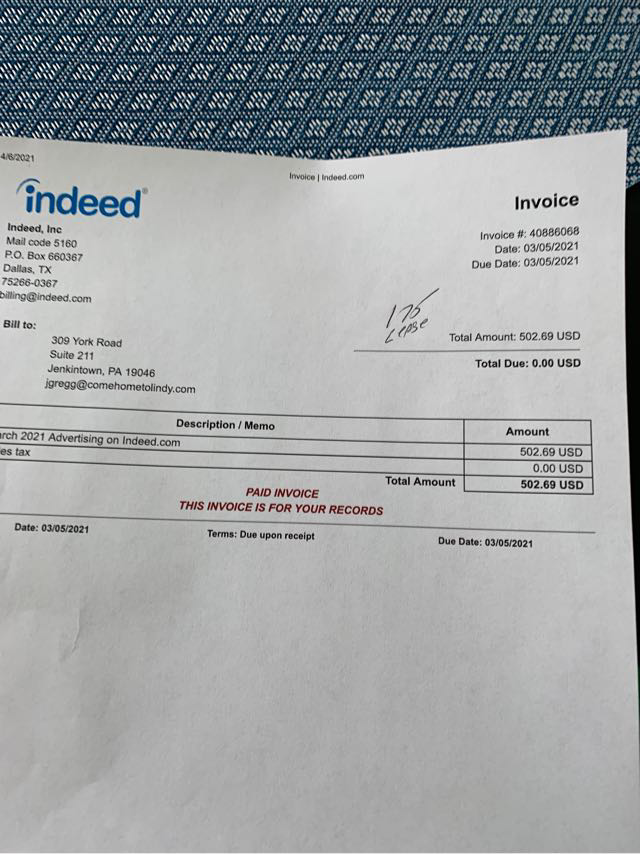 4/6/2021
Invoice | Indeed.com
indeed®
Invoice
Indeed, Inc
Mail code 5160
P.O. Box 660367
Dallas, TX
75266-0367
billing@indeed.com
Invoice #: 40886068
Date: 03/05/2021
Due Date: 03/05/2021
175
Bill to:
309 York Road
Suite 211
Jenkintown, PA 19046
jgregg@comehometolindy.com
Total Amount: 502.69 USD
Total Due: 0.00 USD
Description / Memo Amount
rch 2021 Advertising on Indeed.com 502.69 USD
es tax 0.00 USD
Total Amount 502.69 USD
PAID INVOICE
THIS INVOICE IS FOR YOUR RECORDS
Date: 03/05/2021 Terms: Due upon receipt Due Date: 03/05/2021